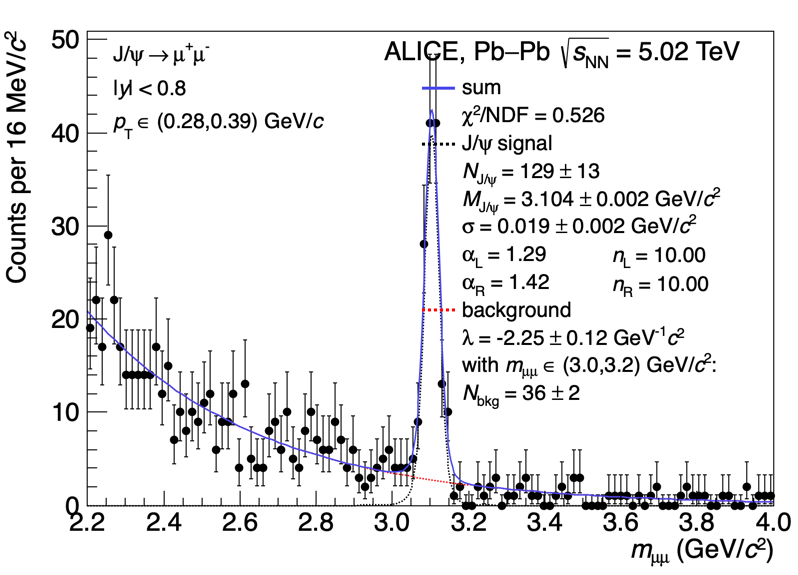 ALICE, Pb–Pb √sNN = 5.02 TeV
J/ψ → μ⁺μ⁻
|y| < 0.8
pT ∈ (0.28,0.39) GeV/c
sum
χ²/NDF = 0.526
J/ψ signal
NJ/ψ = 129 ± 13
MJ/ψ = 3.104 ± 0.002 GeV/c²
σ = 0.019 ± 0.002 GeV/c²
αL = 1.29 nL = 10.00
αR = 1.42 nR = 10.00
background
λ = -2.25 ± 0.12 GeV⁻¹c²
with mμμ ∈ (3.0,3.2) GeV/c²:
Nbkg = 36 ± 2
Counts per 16 MeV/c²
50
40
30
20
10
0
2.2 2.4 2.6 2.8 3.0 3.2 3.4 3.6 3.8 4.0
mμμ (GeV/c²)